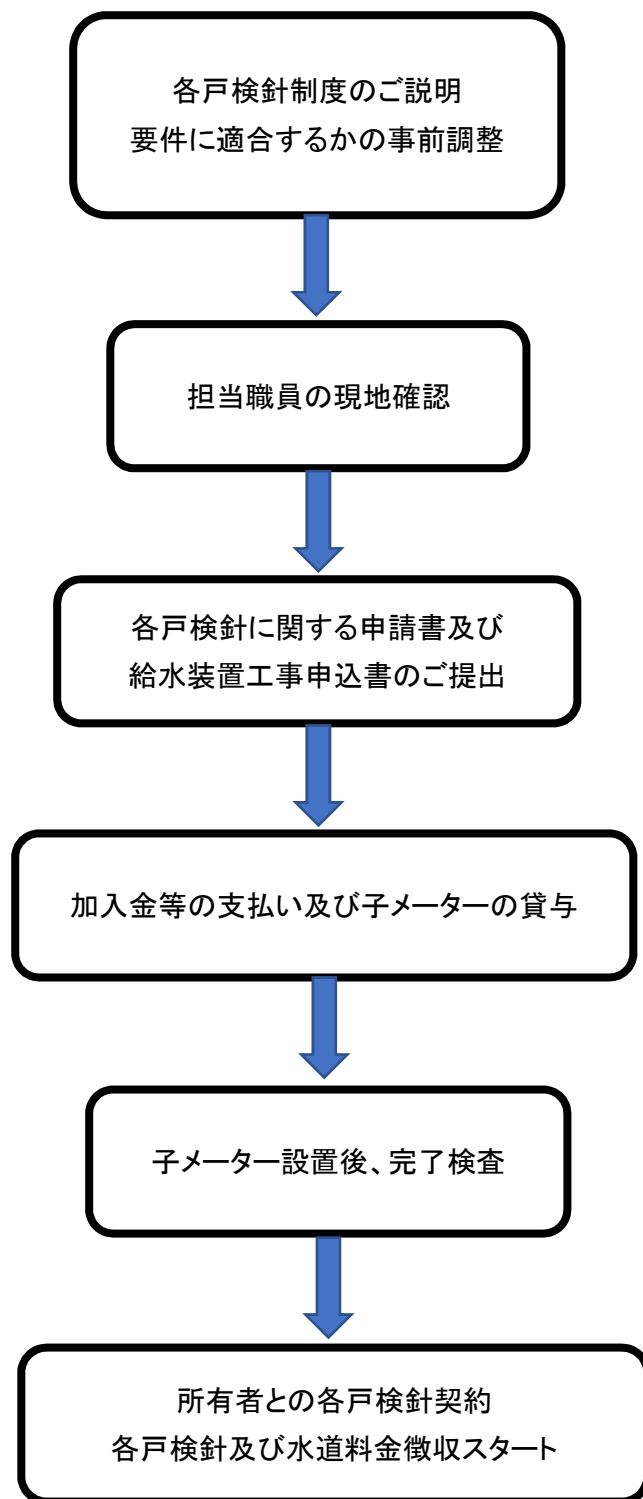 各戸検針制度のご説明
要件に適合するかの事前調整
担当職員の現地確認
各戸検針に関する申請書及び
給水装置工事申込書のご提出
加入金等の支払い及び子メーターの貸与
子メーター設置後、完了検査
所有者との各戸検針契約
各戸検針及び水道料金徴収スタート